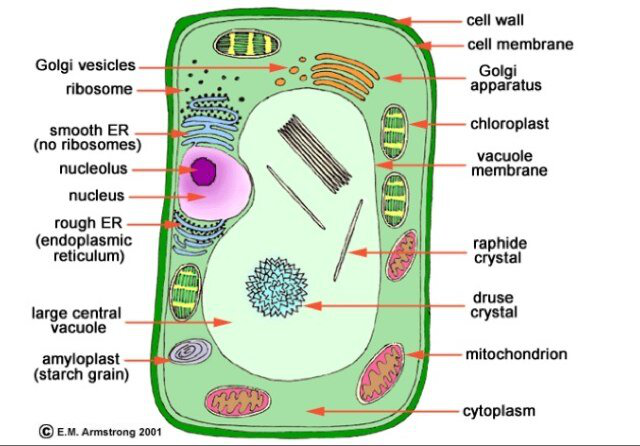 Golgi vesicles
ribosome
smooth ER
(no ribosomes)
nucleolus
nucleus
rough ER
(endoplasmic
reticulum)
large central
vacuole
amyloplast
(starch grain)
© E.M. Armstrong 2001
cell wall
cell membrane
Golgi
apparatus
chloroplast
vacuole
membrane
raphide
crystal
druse
crystal
mitochondrion
cytoplasm